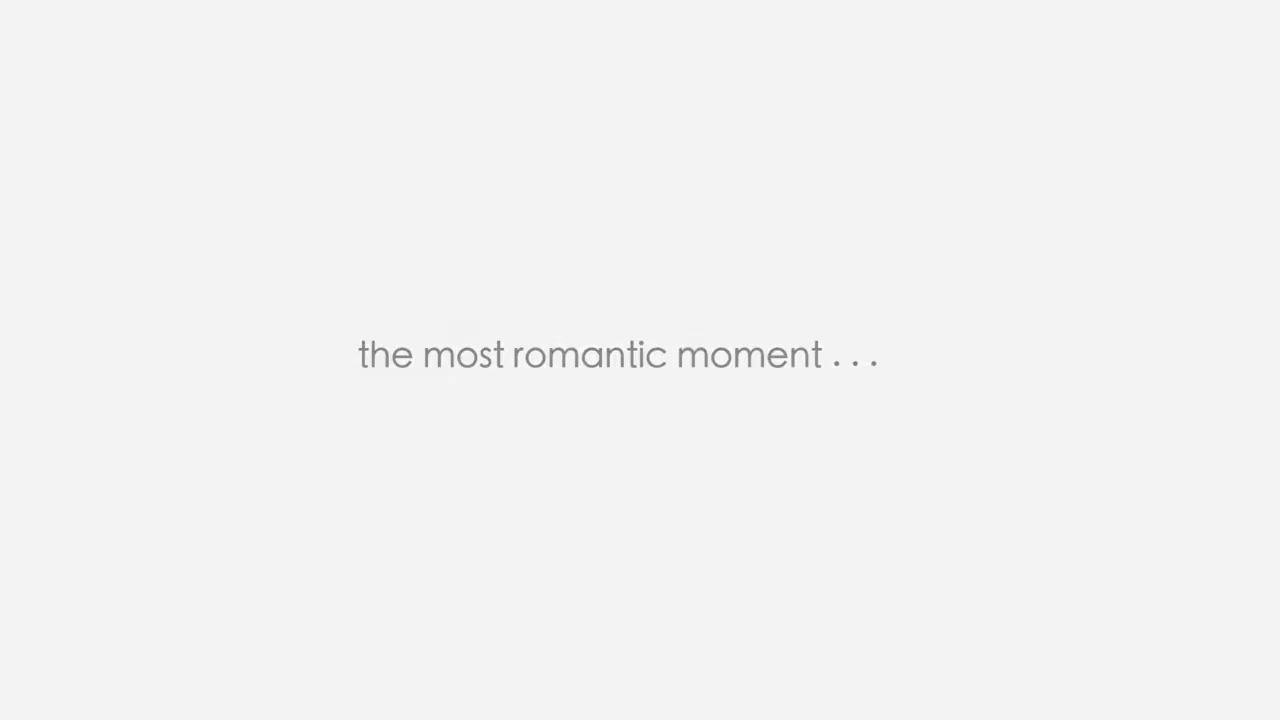 the most romantic moment . . .